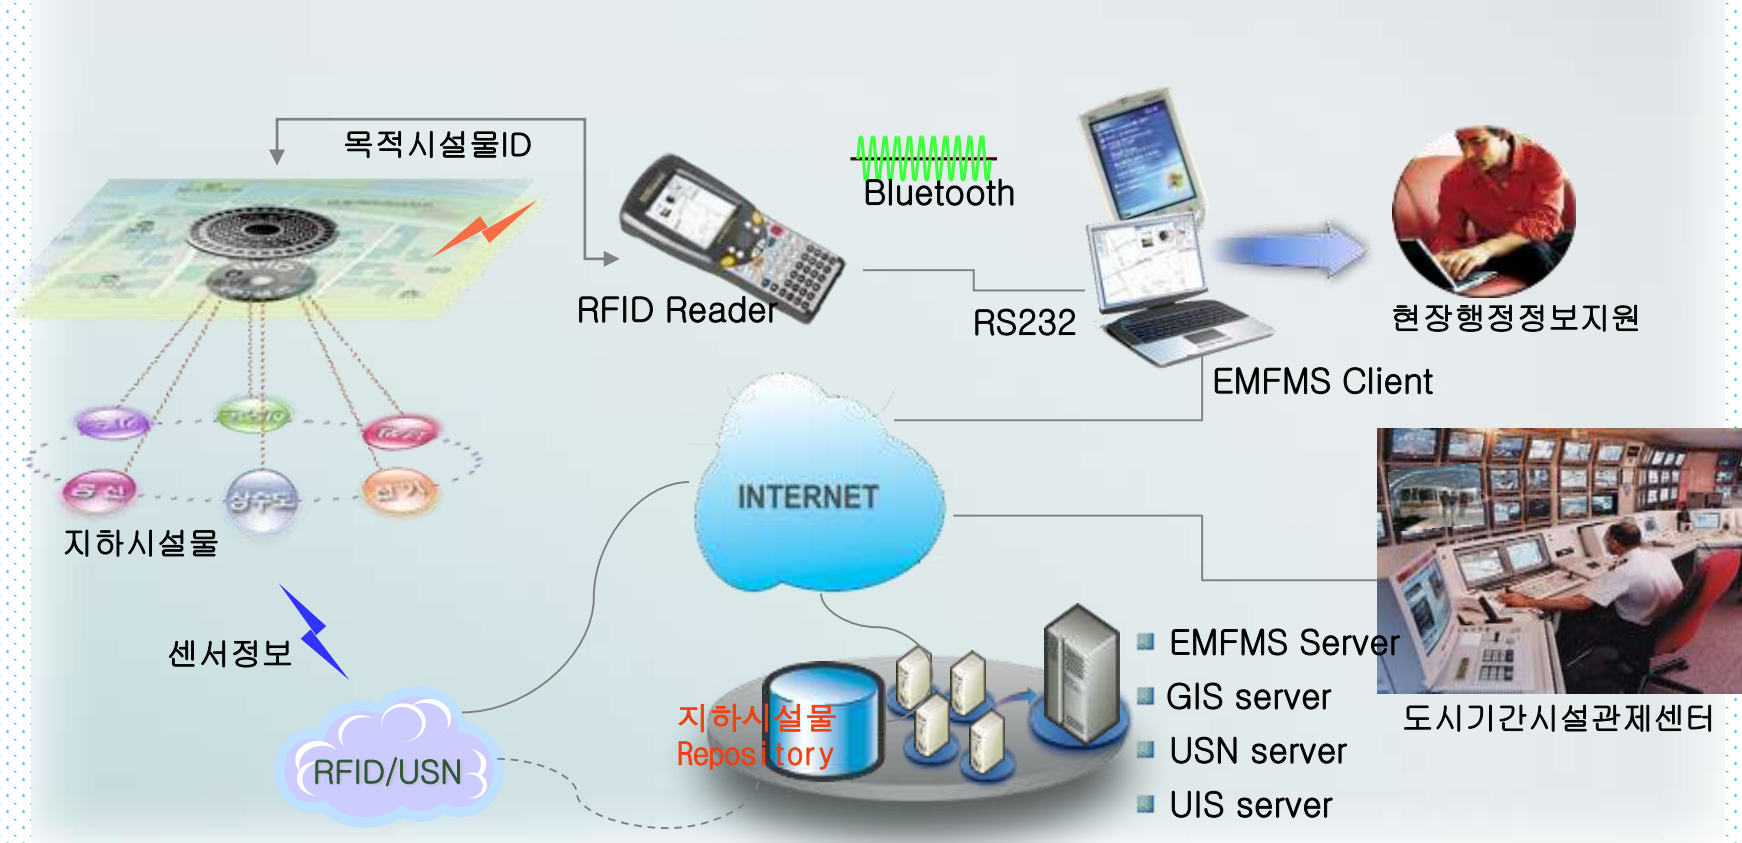 목적시설물ID
Bluetooth
RFID Reader
RS232
현장행정정보지원
EMFMS Client
INTERNET
통신
상수도
지하시설물
센서정보
RFID/USN
지하시설물
Repository
EMFMS Server
GIS server
USN server
UIS server
도시기간시설관제센터